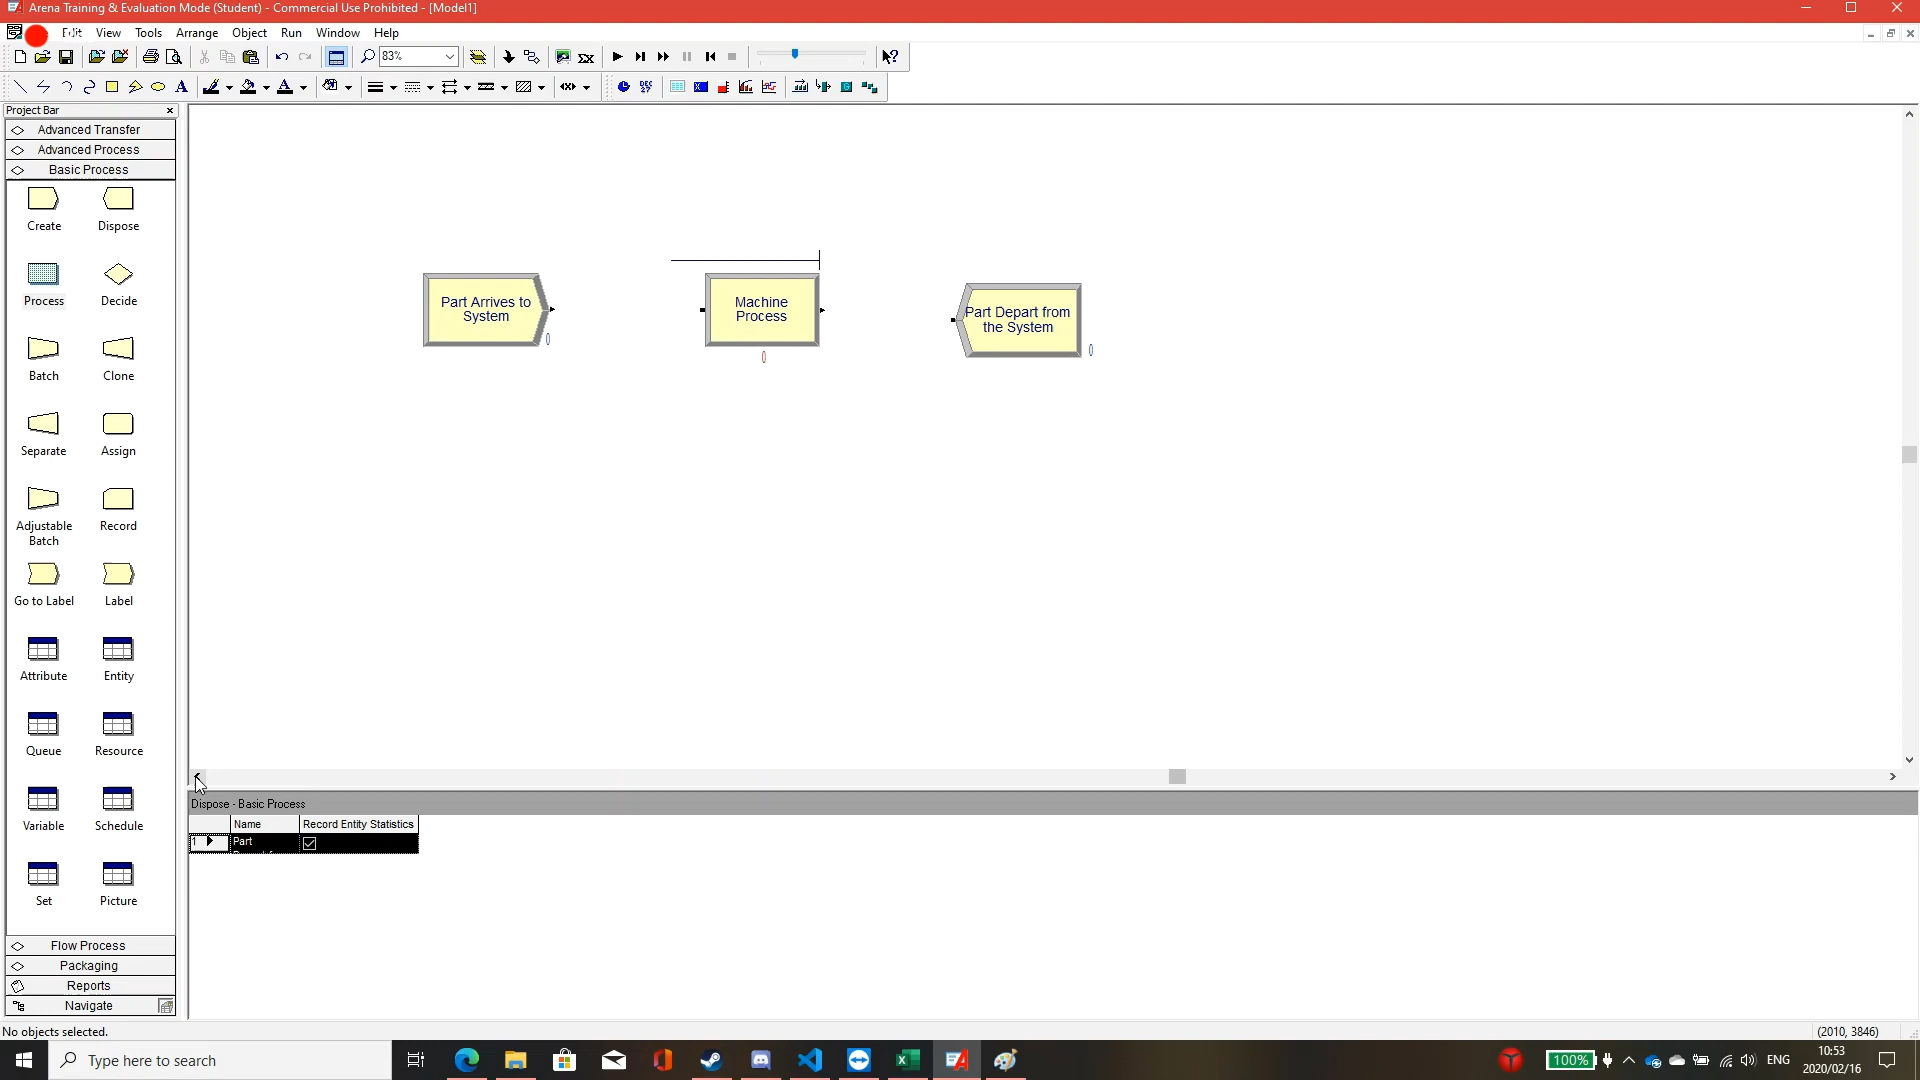 Arena Training & Evaluation Mode (Student) - Commercial Use Prohibited - [Model1]
Edit View Tools Arrange Object Run Window Help
83%
A A
DEC
Project Bar
Advanced Transfer
Advanced Process
Basic Process
Create Dispose
Process Decide
Batch Clone
Separate Assign
Adjustable Record
Batch
Go to Label Label
Attribute Entity
Queue Resource
Variable Schedule
Set Picture
Flow Process
Packaging
Reports
Navigate
Part Arrives to
System
0
Machine
Process
0
Part Depart from
the System
0
Dispose - Basic Process
Name Record Entity Statistics
1 Part
No objects selected.
(2010, 3846)
Type here to search
100%
ENG
10:53
2020/02/16